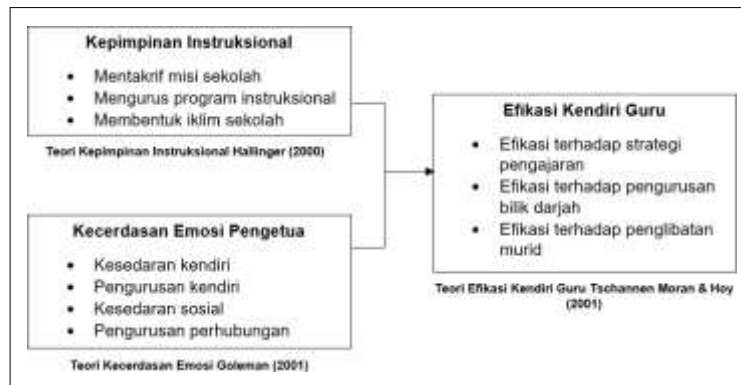 Kepimpinan Instruksional
• Mentakrif misi sekolah
• Mengurus program instruksional
• Membentuk iklim sekolah
Teori Kepimpinan Instruksional Hallinger (2000)
Kecerdasan Emosi Pengetua
• Kesedaran kendiri
• Pengurusan kendiri
• Kesedaran sosial
• Pengurusan perhubungan
Teori Kecerdasan Emosi Goleman (2001)
Efikasi Kendiri Guru
• Efikasi terhadap strategi
pengajaran
• Efikasi terhadap pengurusan
bilik darjah
• Efikasi terhadap penglibatan
murid
Teori Efikasi Kendiri Guru Tschannen Moran & Hoy
(2001)